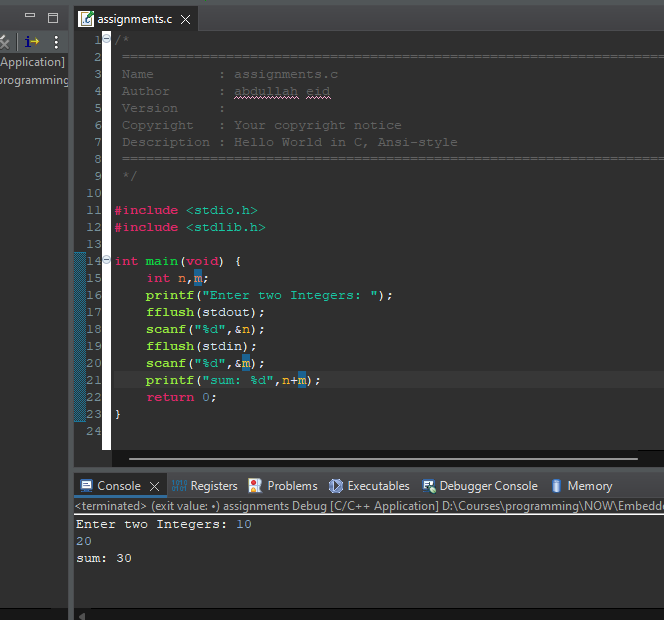 assignments.c
Application]
programming
1 /*
2 ====================================================================
3 Name        : assignments.c
4 Author      : abdullah eid
5 Version     :
6 Copyright   : Your copyright notice
7 Description : Hello World in C, Ansi-style
8 ====================================================================
9 */
10
11 #include <stdio.h>
12 #include <stdlib.h>
13
14 int main(void) {
15     int n,m;
16     printf("Enter two Integers: ");
17     fflush(stdout);
18     scanf("%d",&n);
19     fflush(stdin);
20     scanf("%d",&m);
21     printf("sum: %d",n+m);
22     return 0;
23 }
24
Console Registers Problems Executables Debugger Console Memory
<terminated> (exit value: •) assignments Debug [C/C++ Application] D:\Courses\programming\NOW\Embedde
Enter two Integers: 10
20
sum: 30